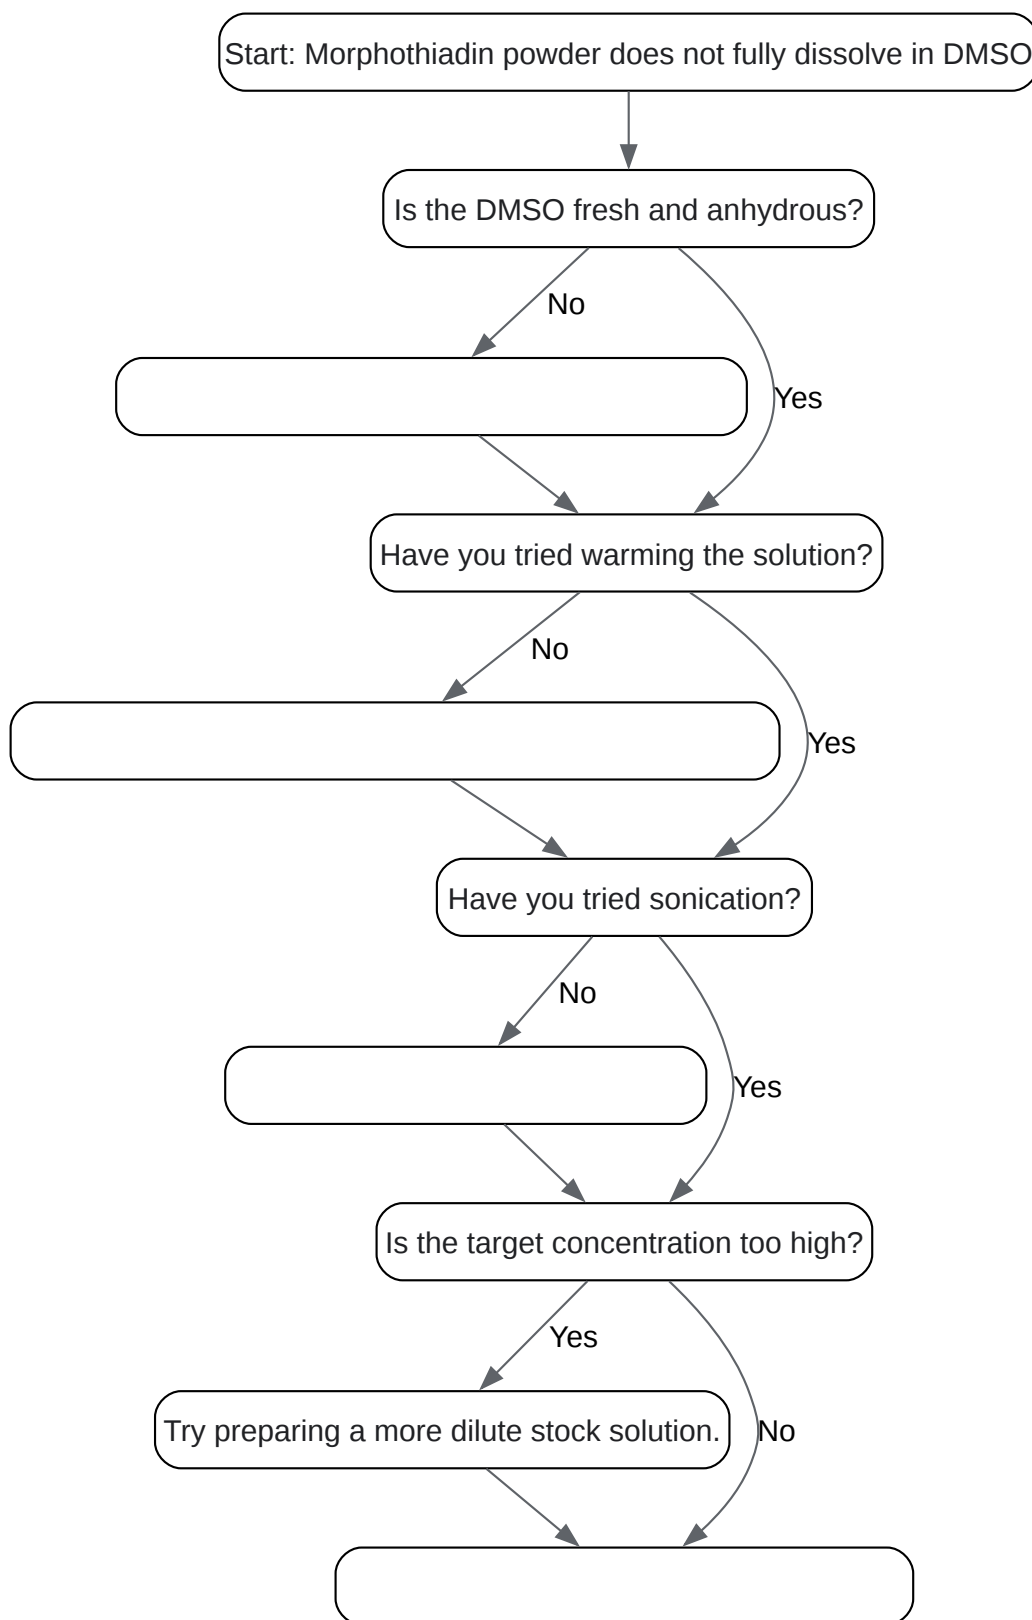 Start: Morphothiadin powder does not fully dissolve in DMSO
Is the DMSO fresh and anhydrous?
No
Yes
Have you tried warming the solution?
No
Yes
Have you tried sonication?
No
Yes
Is the target concentration too high?
Yes
Try preparing a more dilute stock solution.
No